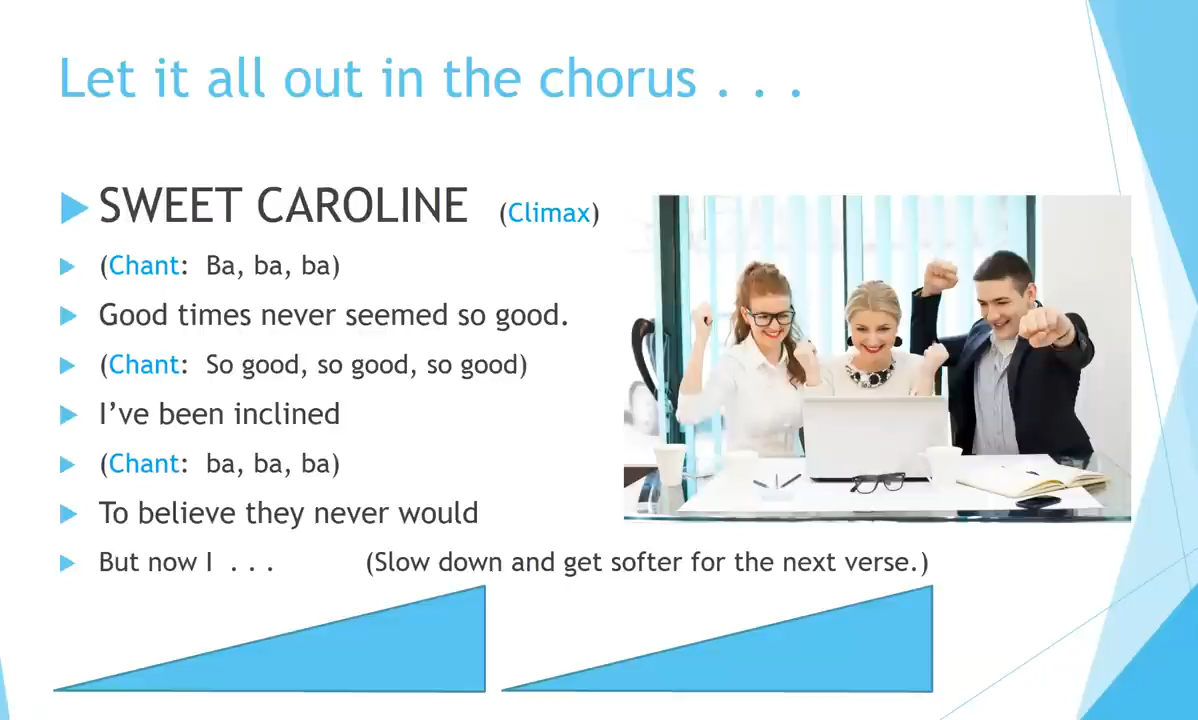 Let it all out in the chorus . . .
SWEET CAROLINE (Climax)
(Chant: Ba, ba, ba)
Good times never seemed so good.
(Chant: So good, so good, so good)
I’ve been inclined
(Chant: ba, ba, ba)
To believe they never would
But now I . . . (Slow down and get softer for the next verse.)